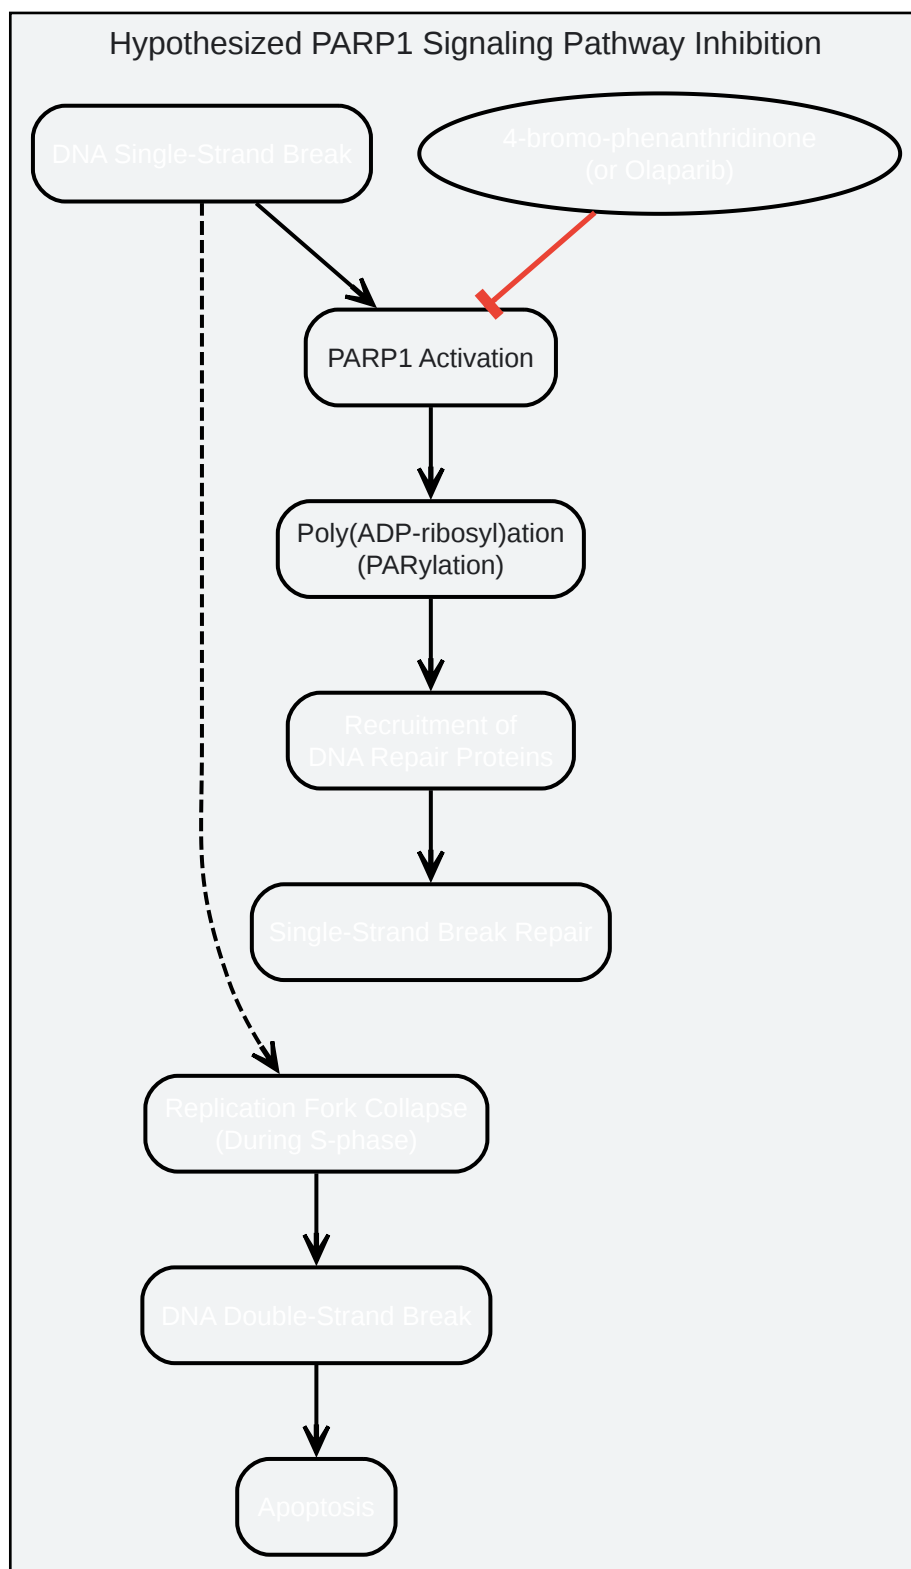 Hypothesized PARP1 Signaling Pathway Inhibition
DNA Single-Strand Break
4-bromo-phenanthridinone
(or Olaparib)
PARP1 Activation
Poly(ADP-ribosyl)ation
(PARylation)
Recruitment of
DNA Repair Proteins
Single-Strand Break Repair
Replication Fork Collapse
(During S-phase)
DNA Double-Strand Break
Apoptosis